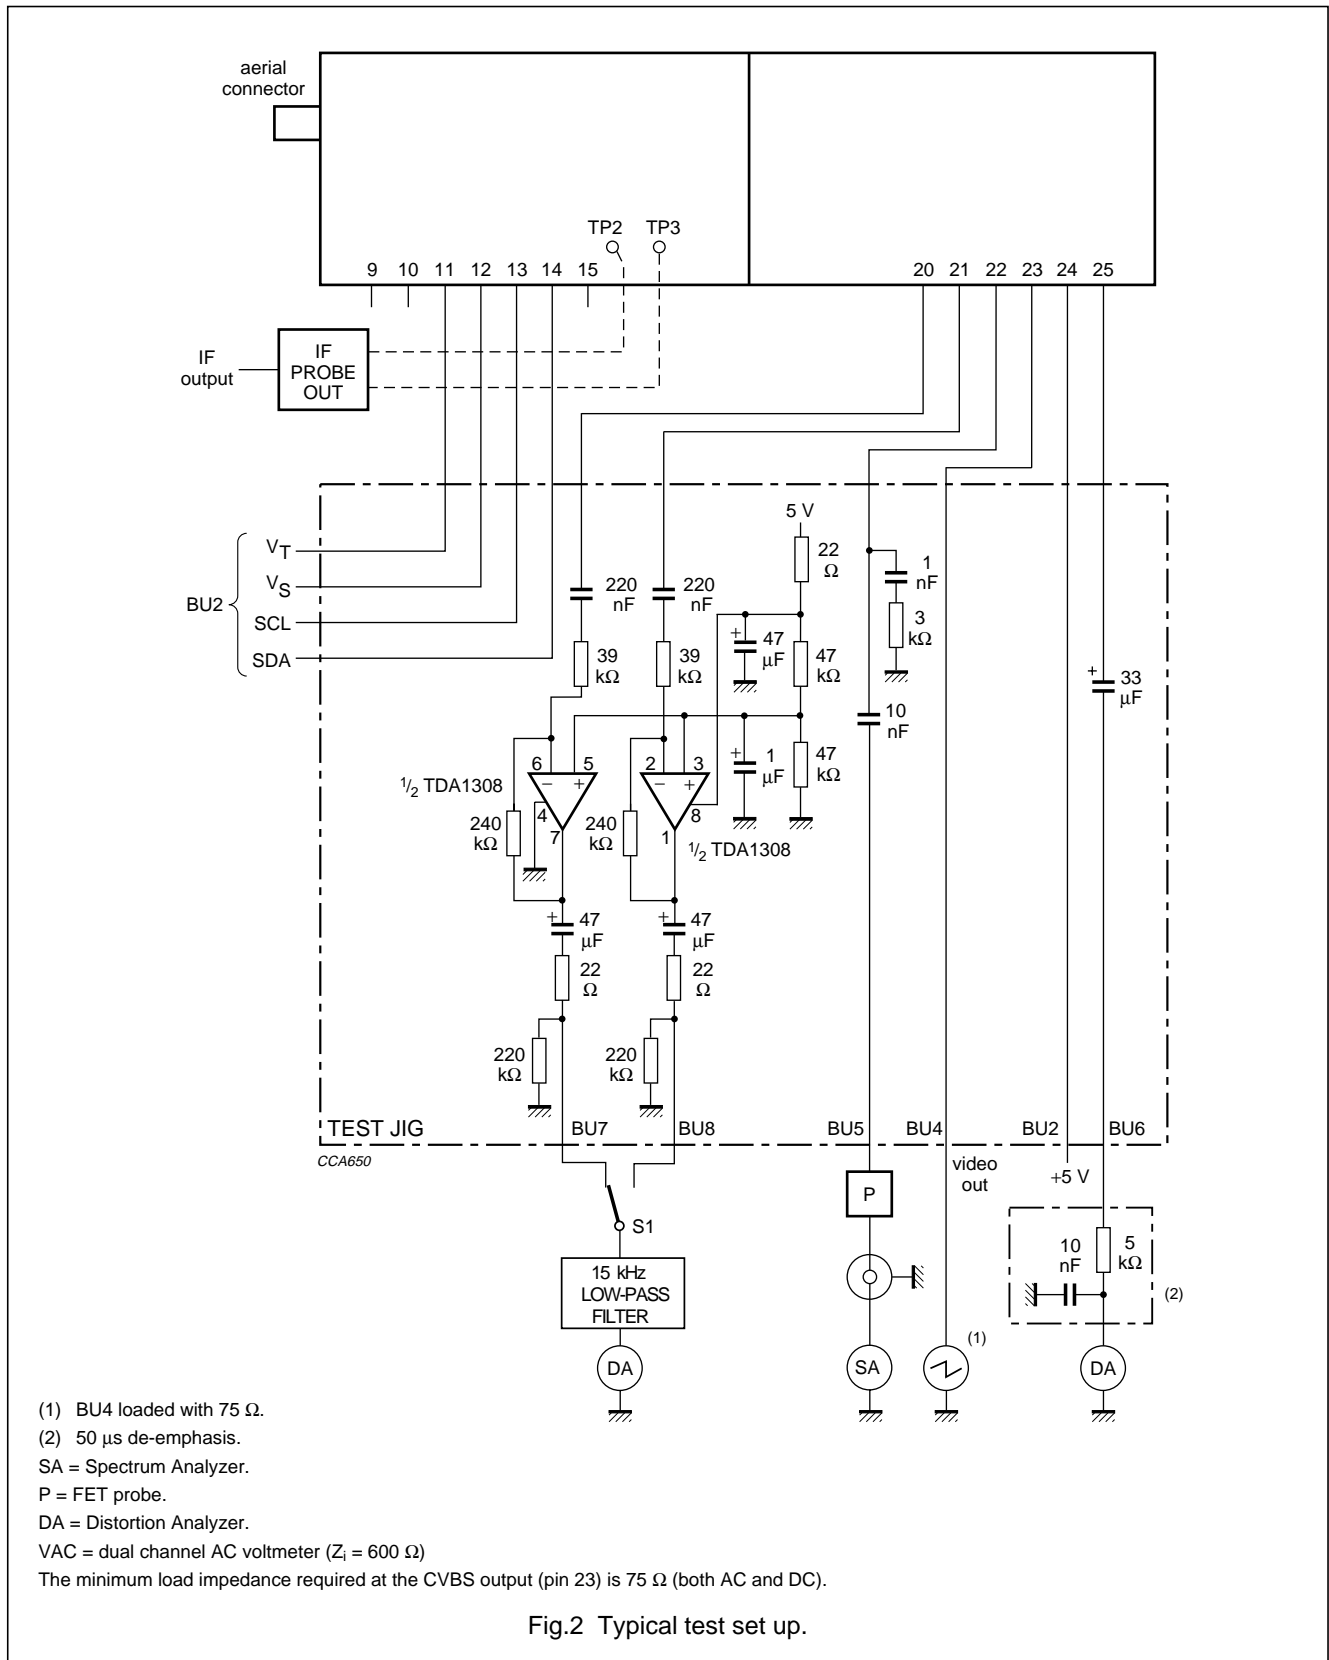 aerial
connector
TP2 TP3
9 10 11 12 13 14 15 20 21 22 23 24 25
IF
output
IF
PROBE
OUT
5 V
22
Ω
1
nF
3
kΩ
BU2
VT
VS
SCL
SDA
220
nF
220
nF
+
47
μF
39
kΩ
39
kΩ
47
kΩ
+
33
μF
10
nF
+
1
μF
47
kΩ
6 5
− +
2 3
− +
1/2 TDA1308
4
7
8
1
1/2 TDA1308
240
kΩ
240
kΩ
+
47
μF
+
47
μF
22
Ω
22
Ω
220
kΩ
220
kΩ
TEST JIG
BU7 BU8 BU5 BU4 BU2 BU6
CCA650
video
out
+5 V
P
S1
10
nF
5
kΩ
(2)
15 kHz
LOW-PASS
FILTER
(1)
DA SA DA
(1) BU4 loaded with 75 Ω.
(2) 50 μs de-emphasis.
SA = Spectrum Analyzer.
P = FET probe.
DA = Distortion Analyzer.
VAC = dual channel AC voltmeter (Zi = 600 Ω)
The minimum load impedance required at the CVBS output (pin 23) is 75 Ω (both AC and DC).
Fig.2 Typical test set up.